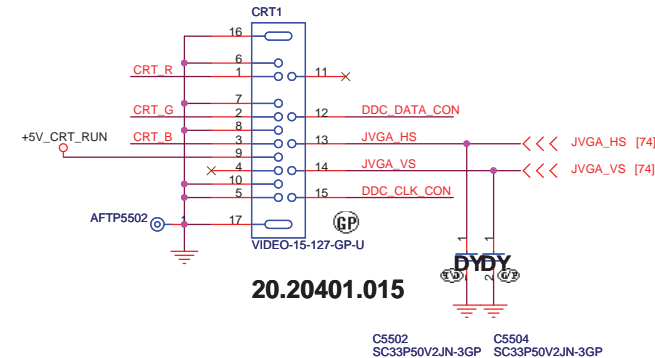 CRT1
16
6
CRT_R 1 11
7
CRT_G 2 12 DDC_DATA_CON
8
+5V_CRT_RUN CRT_B 3 13 JVGA_HS JVGA_HS [74]
9
4 14 JVGA_VS JVGA_VS [74]
10
5 15 DDC_CLK_CON
AFTP5502 1 17
GP
VIDEO-15-127-GP-U
20.20401.015
1 1
DYDY
2
C5502 C5504
SC33P50V2JN-3GP SC33P50V2JN-3GP